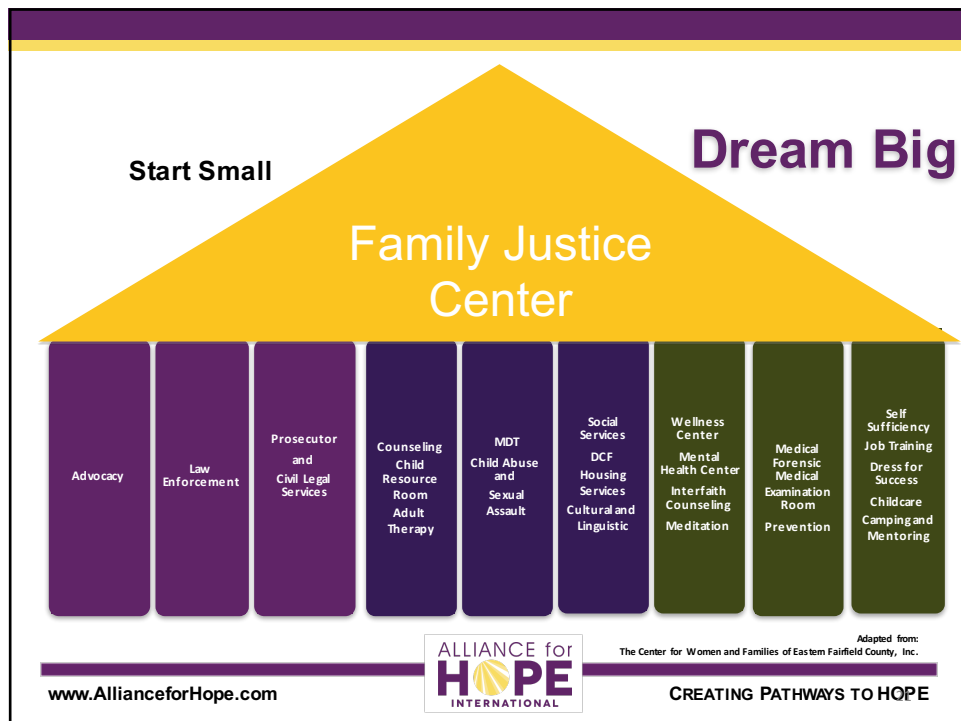 Start Small
Dream Big
Family Justice
Center
Advocacy
Law
Enforcement
Prosecutor
and
Civil Legal
Services
Counseling
Child
Resource
Room
Adult
Therapy
MDT
Child Abuse
and
Sexual
Assault
Social
Services
DCF
Housing
Services
Cultural and
Linguistic
Wellness
Center
Mental
Health Center
Interfaith
Counseling
Meditation
Medical
Forensic
Medical
Examination
Room
Prevention
Self
Sufficiency
Job Training
Dress for
Success
Childcare
Camping and
Mentoring
Adapted from:
The Center for Women and Families of Eastern Fairfield County, Inc.
www.AllianceforHope.com
ALLIANCE for
HOPE
INTERNATIONAL
CREATING PATHWAYS TO HOPE